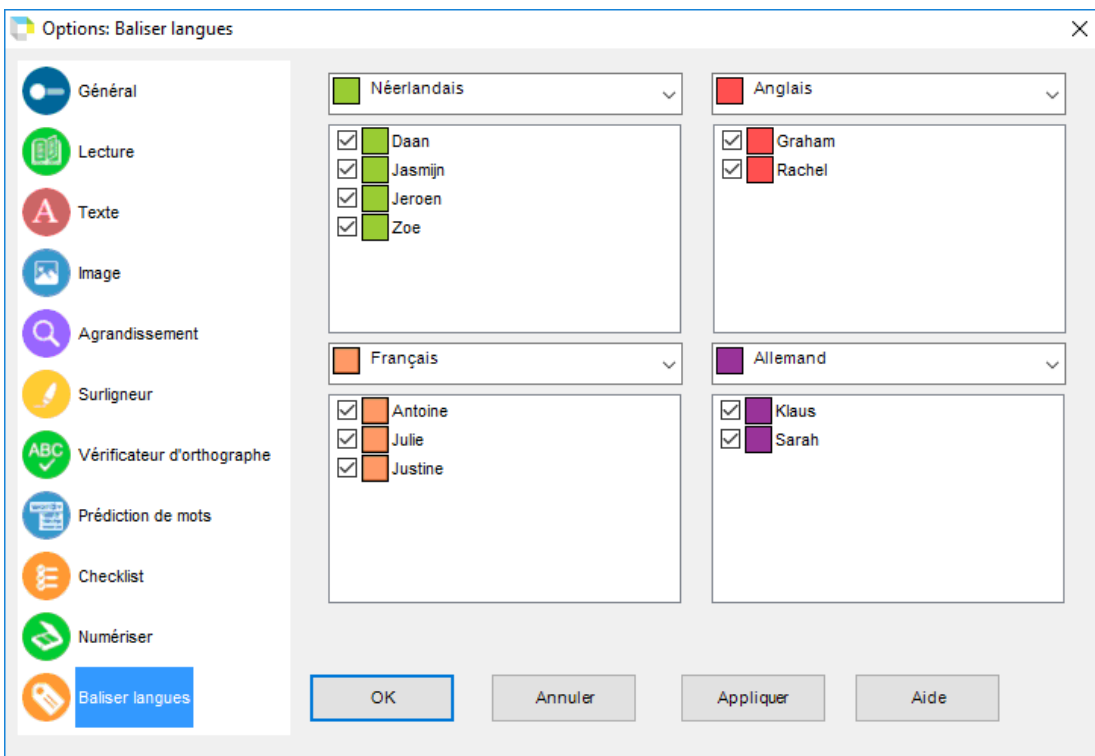 Options: Baliser langues
Général
Lecture
Texte
Image
Agrandissement
Surligneur
Vérificateur d'orthographe
Prédiction de mots
Checklist
Numériser
Baliser langues
Néerlandais
Daan
Jasmijn
Jeroen
Zoe
Anglais
Graham
Rachel
Français
Antoine
Julie
Justine
Allemand
Klaus
Sarah
OK
Annuler
Appliquer
Aide
A
ABC